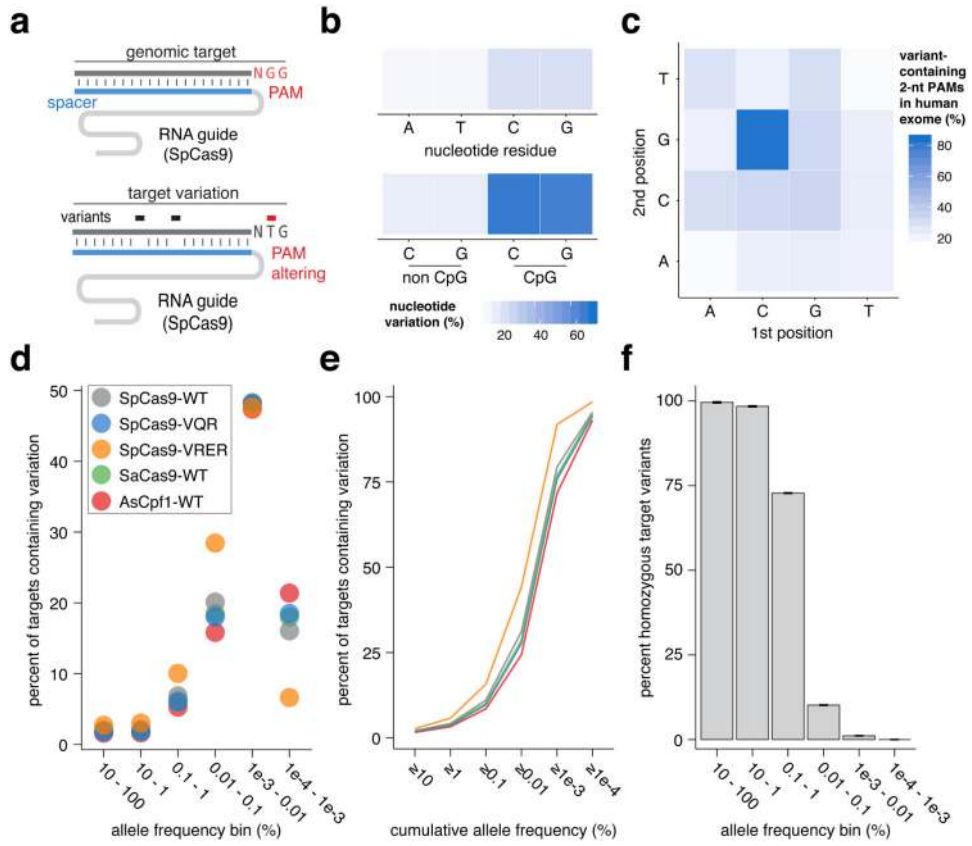 a
genomic target
NGG
PAM
spacer
RNA guide
(SpCas9)
target variation
variants
NTG
PAM
altering
RNA guide
(SpCas9)
b
A T C G
nucleotide residue
C G C G
non CpG CpG
nucleotide
variation (%)
20 40 60
c
T
G
C
A
2nd position
A C G T
1st position
variant-
containing
2-nt PAMs
in human
exome (%)
80
60
40
20
d
percent of targets containing variation
50
40
30
20
10
0
SpCas9-WT
SpCas9-VQR
SpCas9-VRER
SaCas9-WT
AsCpf1-WT
10 - 100
10 - 1
0.1 - 1
0.01 - 0.1
1e-3 - 0.01
1e-4 - 1e-3
allele frequency bin (%)
e
percent of targets containing variation
100
75
50
25
0
≥10
≥1
≥0.1
≥0.01
≥1e-3
≥1e-4
cumulative allele frequency (%)
f
percent homozygous target variants
100
75
50
25
0
10 - 100
10 - 1
0.1 - 1
0.01 - 0.1
1e-3 - 0.01
1e-4 - 1e-3
allele frequency bin (%)